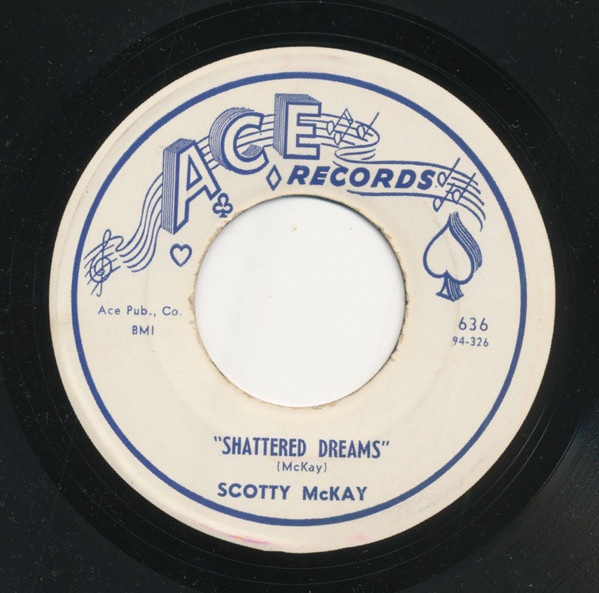 ACE
RECORDS
Ace Pub., Co.
BMI
636
94-326
"SHATTERED DREAMS"
(McKay)
SCOTTY McKAY